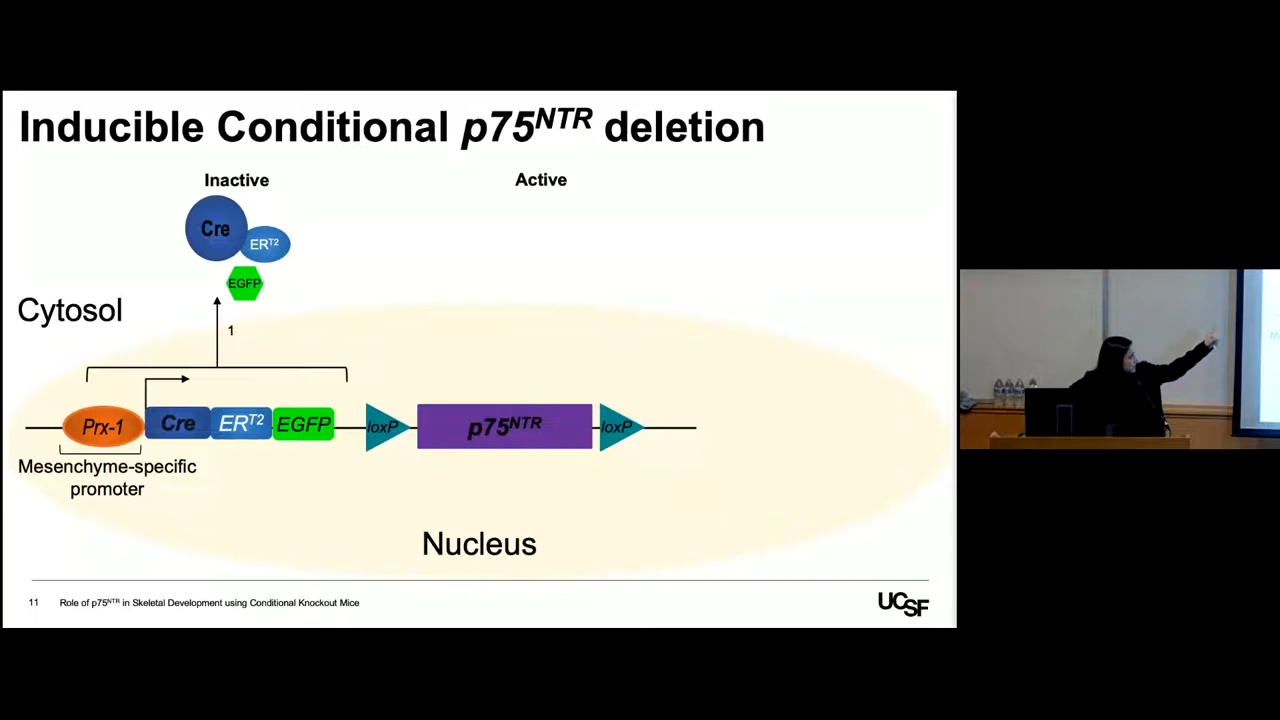 Inducible Conditional p75ᴺᵀᴿ deletion
Inactive
Active
Cre
ERᵀ²
EGFP
Cytosol
1
Prx-1
Cre
ERᵀ²
EGFP
loxP
p75ᴺᵀᴿ
loxP
Mesenchyme-specific
promoter
Nucleus
11 Role of p75ᴺᵀᴿ in Skeletal Development using Conditional Knockout Mice
UCSF